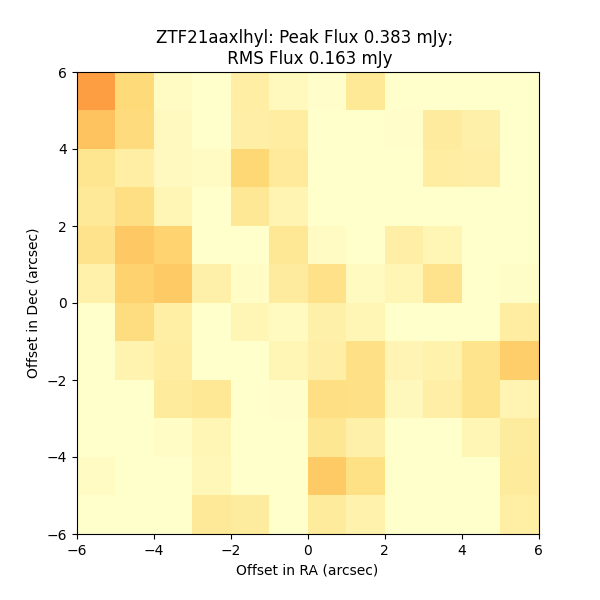 ZTF21aaxlhyl: Peak Flux 0.383 mJy;
RMS Flux 0.163 mJy
6
4
2
0
−2
−4
−6
Offset in Dec (arcsec)
−6 −4 −2 0 2 4 6
Offset in RA (arcsec)